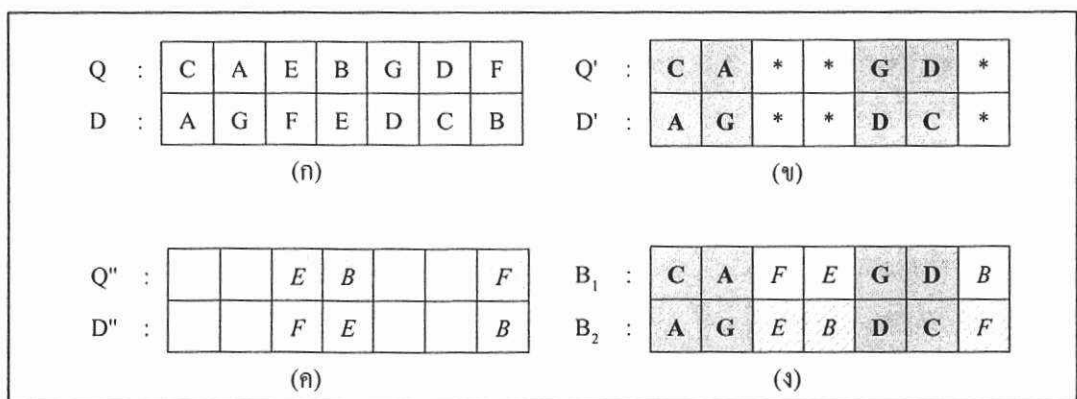 Q : C A E B G D F Q' : C A * * G D *
D : A G F E D C B D' : A G * * D C *
(ก) (ข)
Q" : E B F B₁ : C A F E G D B
D" : F E B B₂ : A G E B D C F
(ค) (ง)